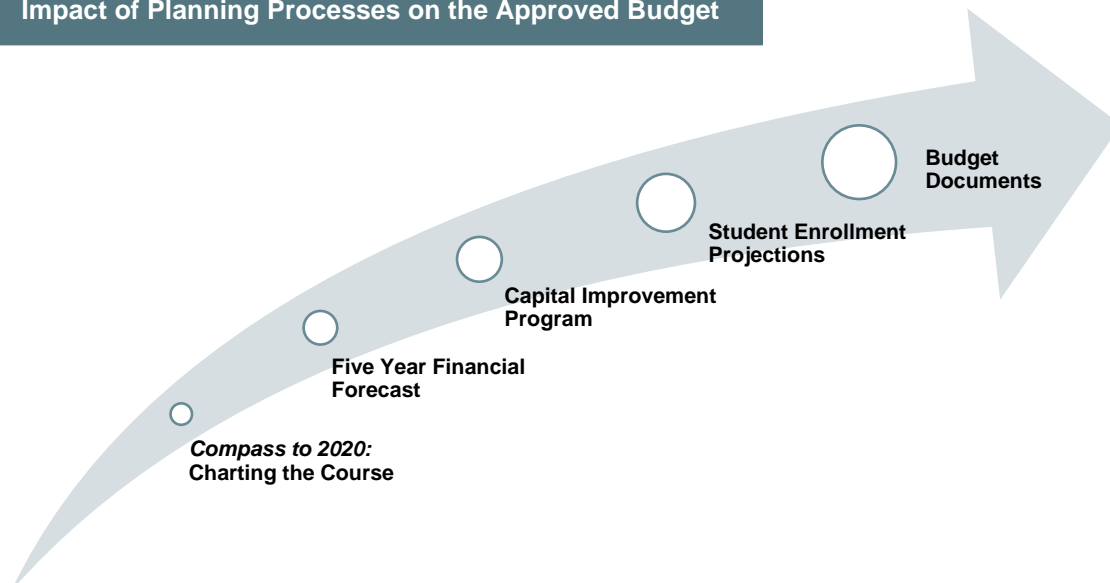 Impact of Planning Processes on the Approved Budget
Budget
Documents
Student Enrollment
Projections
Capital Improvement
Program
Five Year Financial
Forecast
Compass to 2020:
Charting the Course